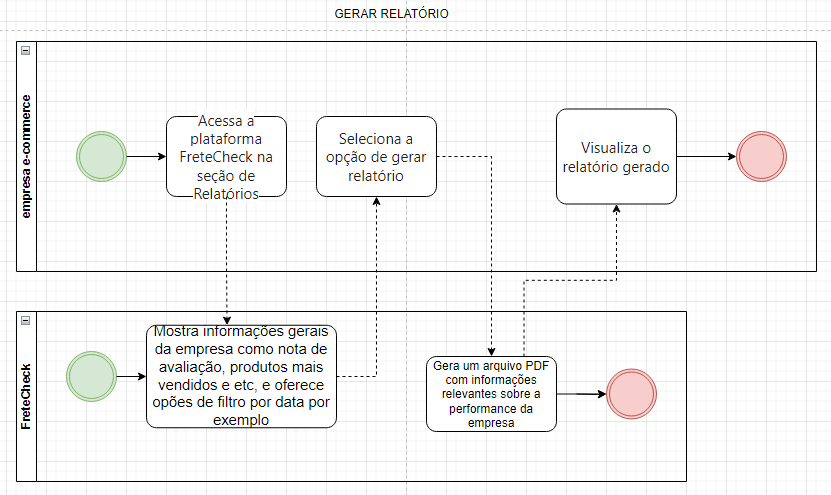 GERAR RELATÓRIO
empresa e-commerce
Acessa a
plataforma
FreteCheck na
seção de
Relatórios
Seleciona a
opção de gerar
relatório
Visualiza o
relatório gerado
FreteCheck
Mostra informações gerais
da empresa como nota de
avaliação, produtos mais
vendidos e etc, e oferece
opões de filtro por data por
exemplo
Gera um arquivo PDF
com informações
relevantes sobre a
performance da
empresa